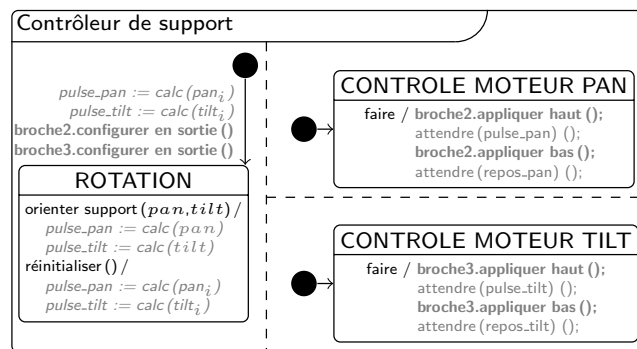 Contrôleur de support
pulse_pan := calc (pan_i)
pulse_tilt := calc (tilt_i)
broche2.configurer en sortie ()
broche3.configurer en sortie ()
ROTATION
orienter support (pan,tilt) /
pulse_pan := calc (pan)
pulse_tilt := calc (tilt)
réinitialiser () /
pulse_pan := calc (pan_i)
pulse_tilt := calc (tilt_i)
CONTROLE MOTEUR PAN
faire / broche2.appliquer haut ();
attendre (pulse_pan) ();
broche2.appliquer bas ();
attendre (repos_pan) ();
CONTROLE MOTEUR TILT
faire / broche3.appliquer haut ();
attendre (pulse_tilt) ();
broche3.appliquer bas ();
attendre (repos_tilt) ();